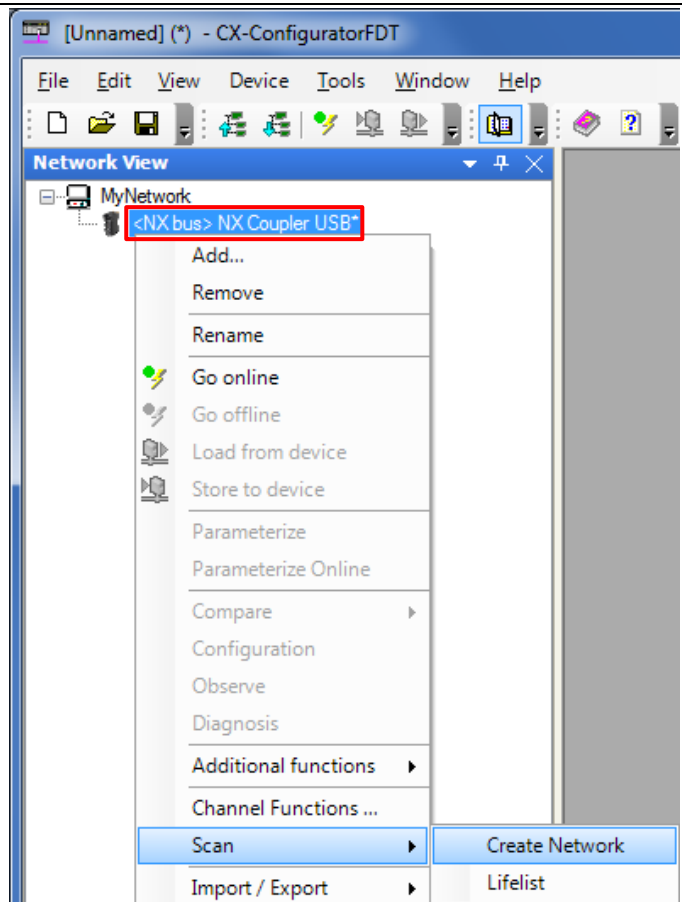 [Unnamed] (*) - CX-ConfiguratorFDT
File Edit View Device Tools Window Help
Network View
MyNetwork
<NX bus> NX Coupler USB*
Add...
Remove
Rename
Go online
Go offline
Load from device
Store to device
Parameterize
Parameterize Online
Compare
Configuration
Observe
Diagnosis
Additional functions
Channel Functions ...
Scan Create Network
Import / Export Lifelist